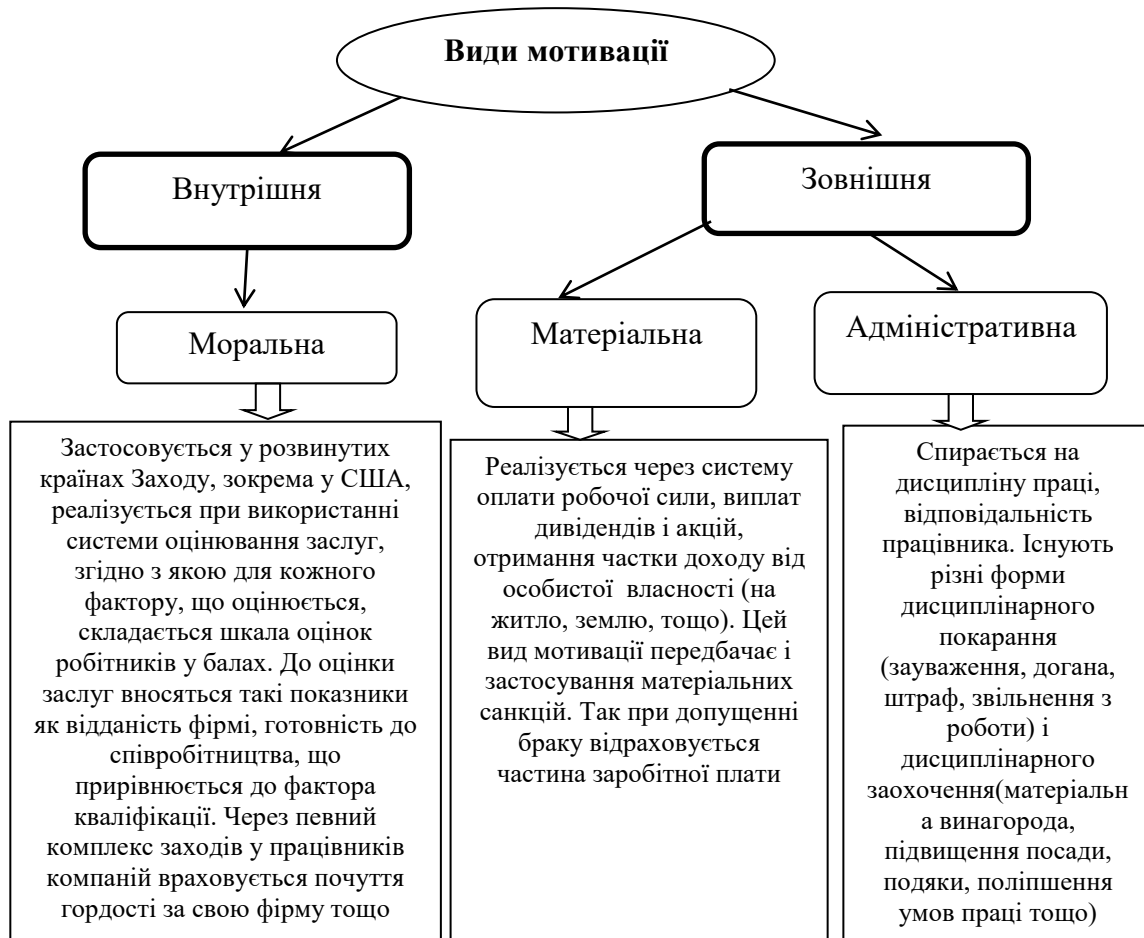 Види мотивації
Внутрішня
Зовнішня
Моральна
Матеріальна
Адміністративна
Застосовується у розвинутих
країнах Заходу, зокрема у США,
реалізується при використанні
системи оцінювання заслуг,
згідно з якою для кожного
фактору, що оцінюється,
складається шкала оцінок
робітників у балах. До оцінки
заслуг вносяться такі показники
як відданість фірмі, готовність до
співробітництва, що
прирівнюється до фактора
кваліфікації. Через певний
комплекс заходів у працівників
компаній враховується почуття
гордості за свою фірму тощо
Реалізується через систему
оплати робочої сили, виплат
дивідендів і акцій,
отримання частки доходу від
особистої власності (на
житло, землю, тощо). Цей
вид мотивації передбачає і
застосування матеріальних
санкцій. Так при допущенні
браку відраховується
частина заробітної плати
Спирається на
дисципліну праці,
відповідальність
працівника. Існують
різні форми
дисциплінарного
покарання
(зауваження, догана,
штраф, звільнення з
роботи) і
дисциплінарного
заохочення(матеріальн
а винагорода,
підвищення посади,
подяки, поліпшення
умов праці тощо)